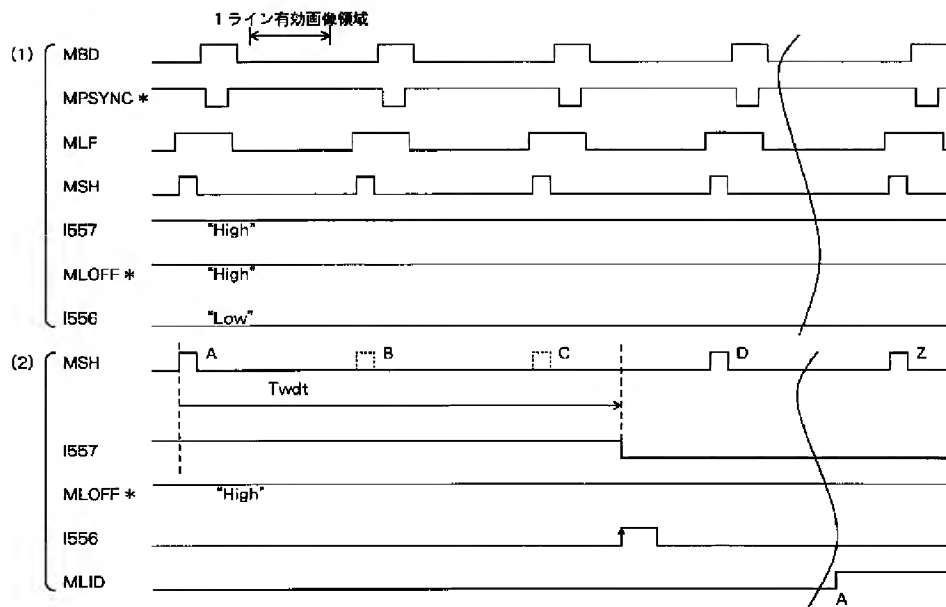 1ライン有効画像領域
(1)
MBD
MPSYNC *
MLF
MSH
I557 "High"
MLOFF * "High"
I556 "Low"
(2)
MSH A B C D Z
Twdt
I557
MLOFF * "High"
I556
MLID A